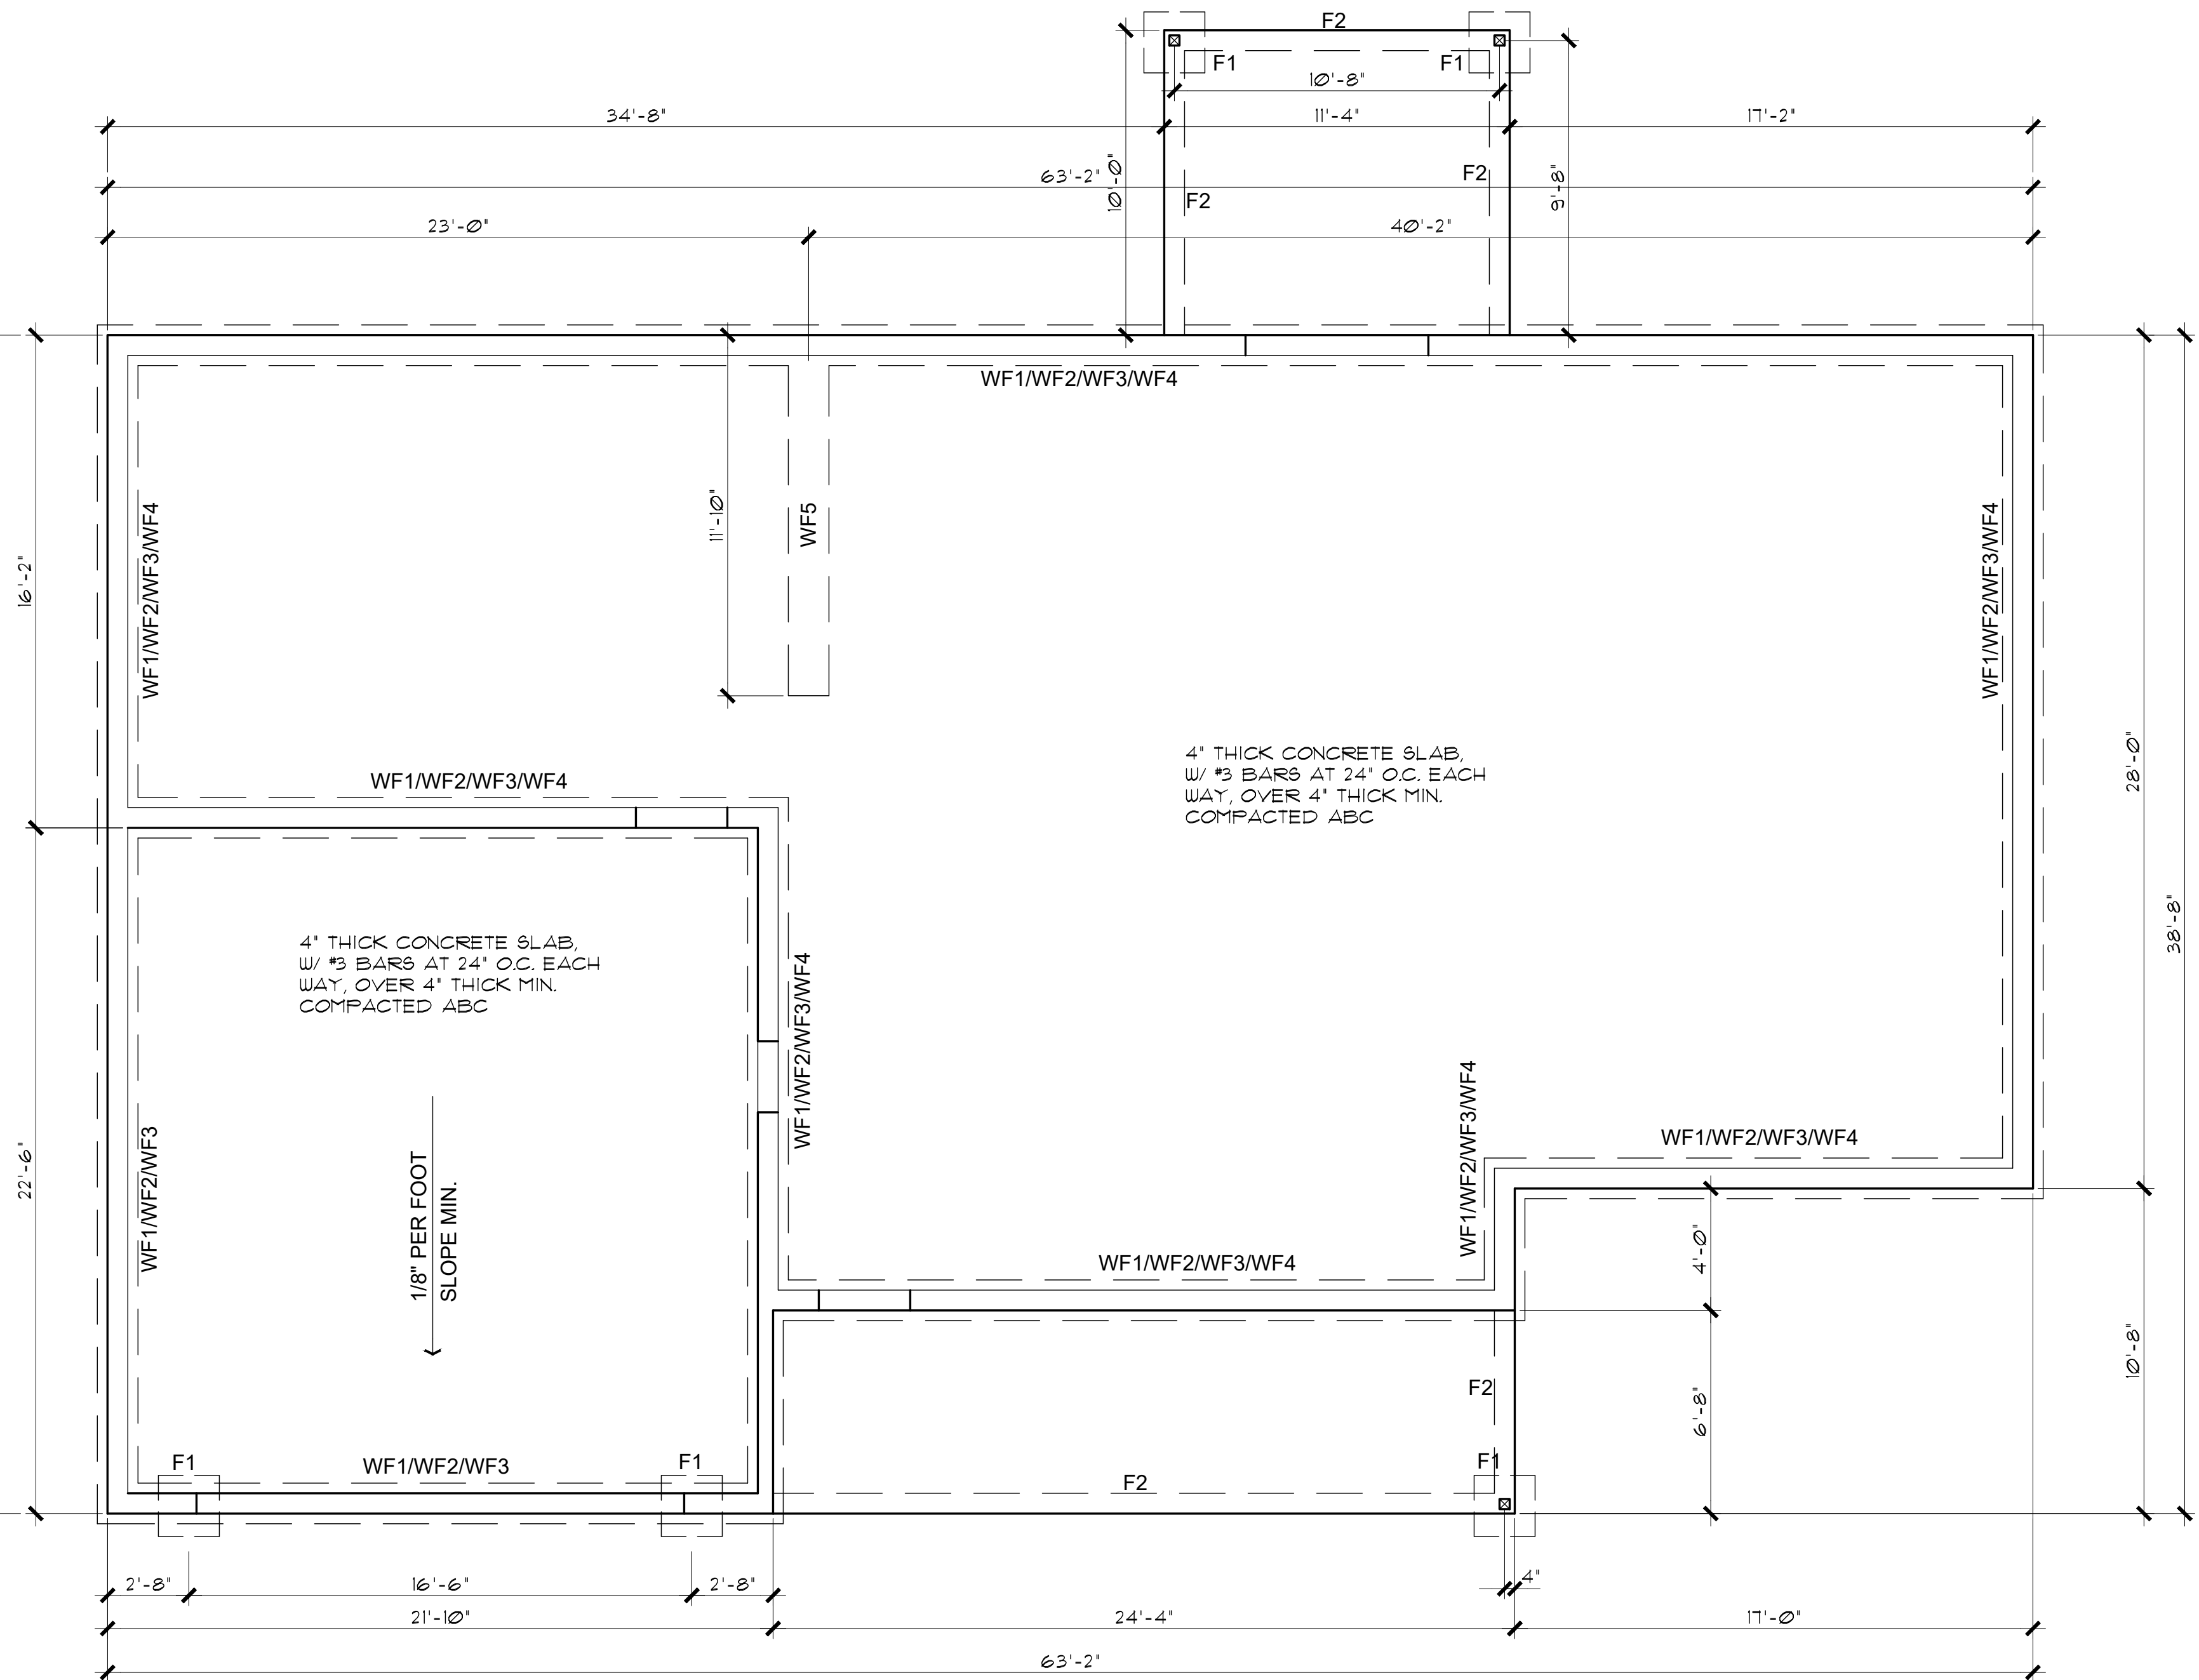 F2
F1
F1
10'-8"
34'-8"
11'-4"
17'-2"
63'-2"
10'-0"
9'-8"
F2
F2
23'-0"
40'-2"
WF1/WF2/WF3/WF4
16'-2"
WF1/WF2/WF3/WF4
11'-10"
WF5
WF1/WF2/WF3/WF4
28'-0"
38'-8"
WF1/WF2/WF3/WF4
4" THICK CONCRETE SLAB,
W/ #3 BARS AT 24" O.C. EACH
WAY, OVER 4" THICK MIN.
COMPACTED ABC
4" THICK CONCRETE SLAB,
W/ #3 BARS AT 24" O.C. EACH
WAY, OVER 4" THICK MIN.
COMPACTED ABC
WF1/WF2/WF3/WF4
22'-6"
WF1/WF2/WF3
1/8" PER FOOT
SLOPE MIN.
WF1/WF2/WF3/WF4
WF1/WF2/WF3/WF4
WF1/WF2/WF3/WF4
4'-0"
10'-8"
6'-8"
F2
F1
WF1/WF2/WF3
F1
F2
F1
2'-8"
16'-6"
2'-8"
4"
21'-10"
24'-4"
17'-0"
63'-2"